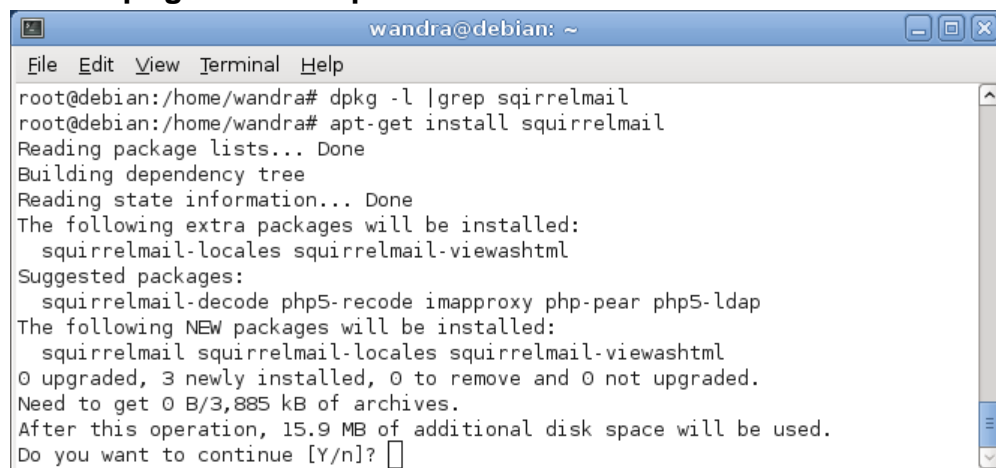 wandra@debian: ~
File Edit View Terminal Help
root@debian:/home/wandra# dpkg -l |grep sqirrelmail
root@debian:/home/wandra# apt-get install squirrelmail
Reading package lists... Done
Building dependency tree
Reading state information... Done
The following extra packages will be installed:
  squirrelmail-locales squirrelmail-viewashtml
Suggested packages:
  squirrelmail-decode php5-recode imapproxy php-pear php5-ldap
The following NEW packages will be installed:
  squirrelmail squirrelmail-locales squirrelmail-viewashtml
0 upgraded, 3 newly installed, 0 to remove and 0 not upgraded.
Need to get 0 B/3,885 kB of archives.
After this operation, 15.9 MB of additional disk space will be used.
Do you want to continue [Y/n]?